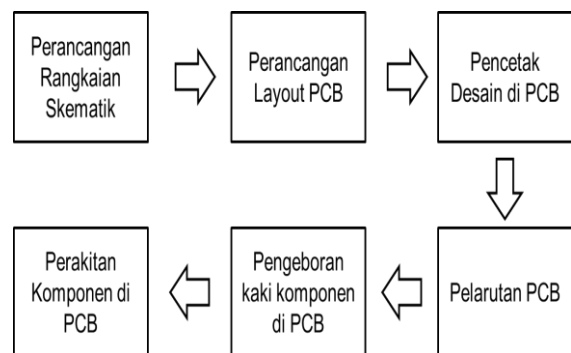 Perancangan
Rangkaian
Skematik
Perancangan
Layout PCB
Pencetak
Desain di PCB
Pelarutan PCB
Pengeboran
kaki komponen
di PCB
Perakitan
Komponen di
PCB